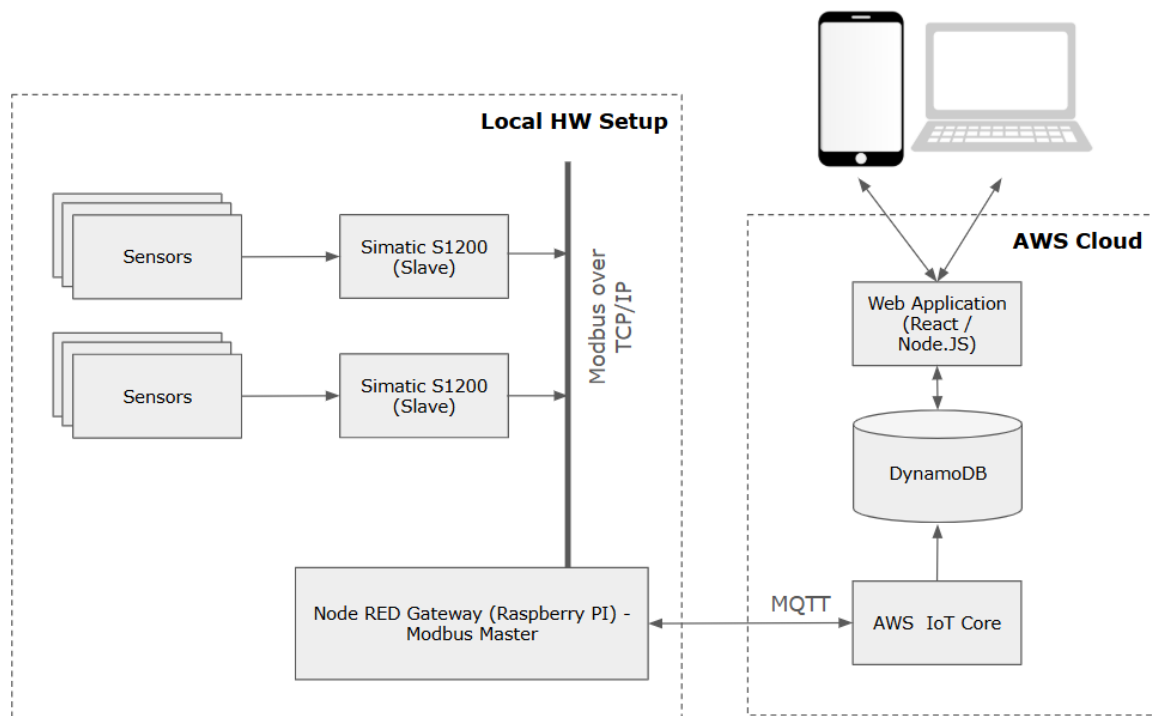 Local HW Setup
Sensors
Simatic S1200
(Slave)
Sensors
Simatic S1200
(Slave)
Modbus over
TCP/IP
Node RED Gateway (Raspberry PI) -
Modbus Master
MQTT
AWS Cloud
Web Application
(React /
Node.JS)
DynamoDB
AWS IoT Core